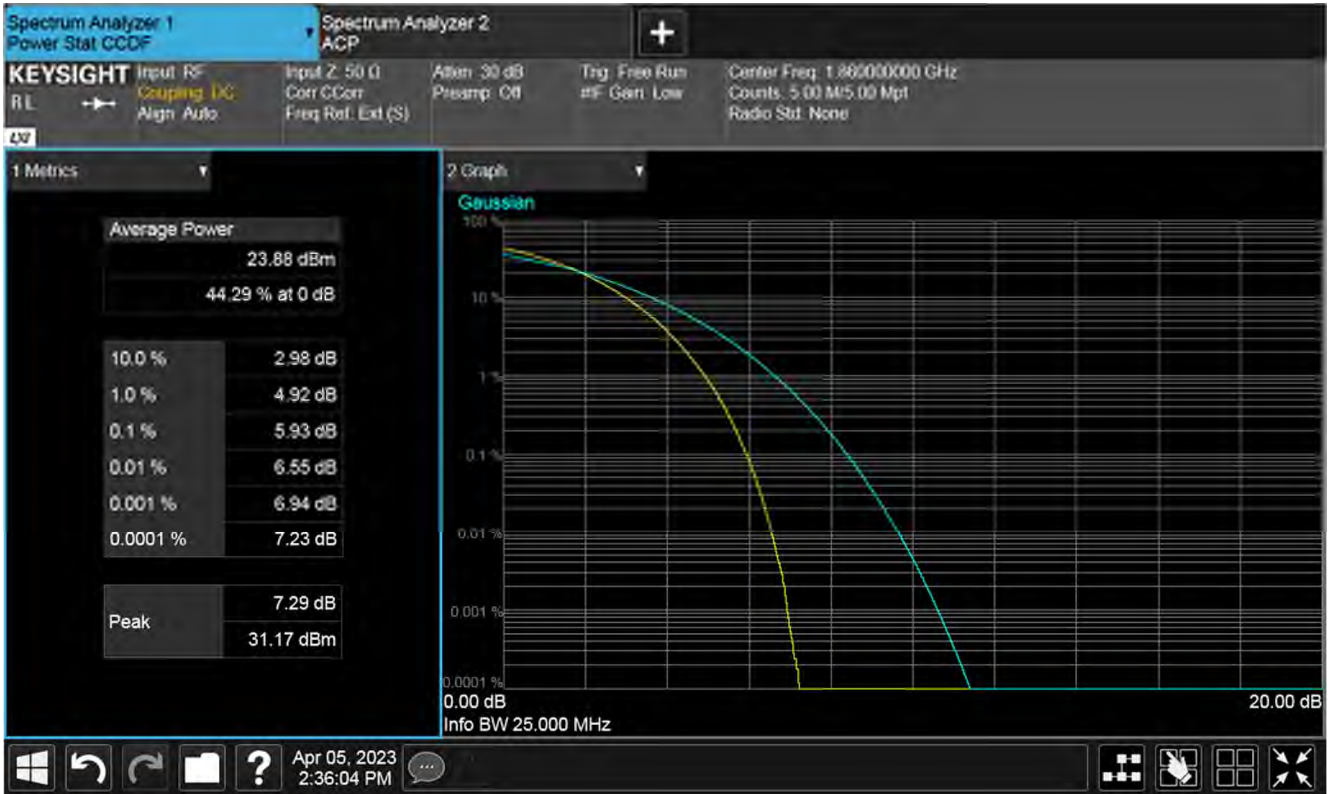 Spectrum Analyzer 1
Power Stat CCDF
Spectrum Analyzer 2
ACP
KEYSIGHT
RL
LXI
Input: RF
Coupling: DC
Align: Auto
Input Z: 50 Ω
Corr CCorr
Freq Ref: Ext (S)
Atten: 30 dB
Preamp: Off
Trig: Free Run
#IF Gain: Low
Center Freq: 1.860000000 GHz
Counts: 5.00 M/5.00 Mpt
Radio Std: None
1 Metrics
Average Power
23.88 dBm
44.29 % at 0 dB
10.0 % 2.98 dB
1.0 % 4.92 dB
0.1 % 5.93 dB
0.01 % 6.55 dB
0.001 % 6.94 dB
0.0001 % 7.23 dB
Peak
7.29 dB
31.17 dBm
2 Graph
Gaussian
100 %
10 %
1 %
0.1 %
0.01 %
0.001 %
0.0001 %
0.00 dB
20.00 dB
Info BW 25.000 MHz
?
Apr 05, 2023
2:36:04 PM